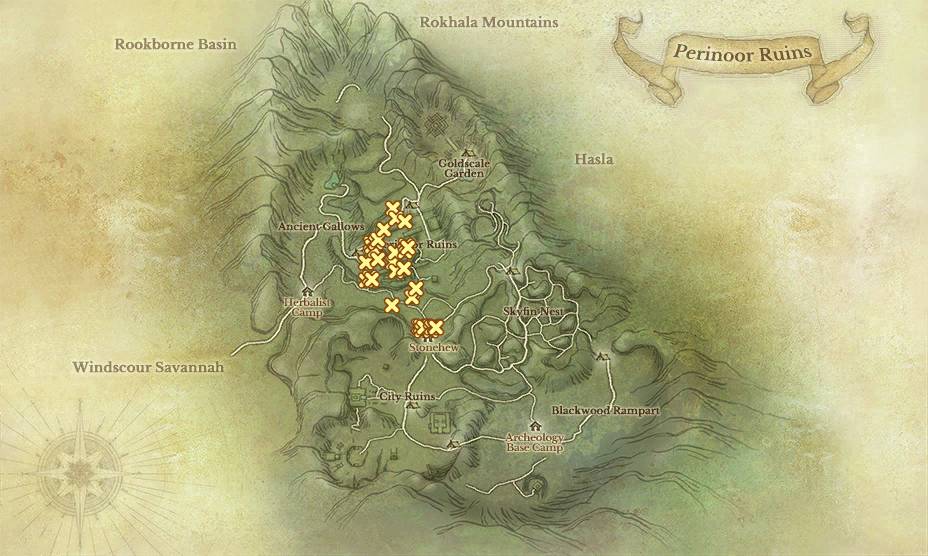 Rokhala Mountains
Rookborne Basin
Perinoor Ruins
Hasla
Goldscale
Garden
Ancient Gallows
Ruins
Herbalist
Camp
Skyfin Nest
Stonehew
Windscour Savannah
City Ruins
Blackwood Rampart
Archeology
Base Camp